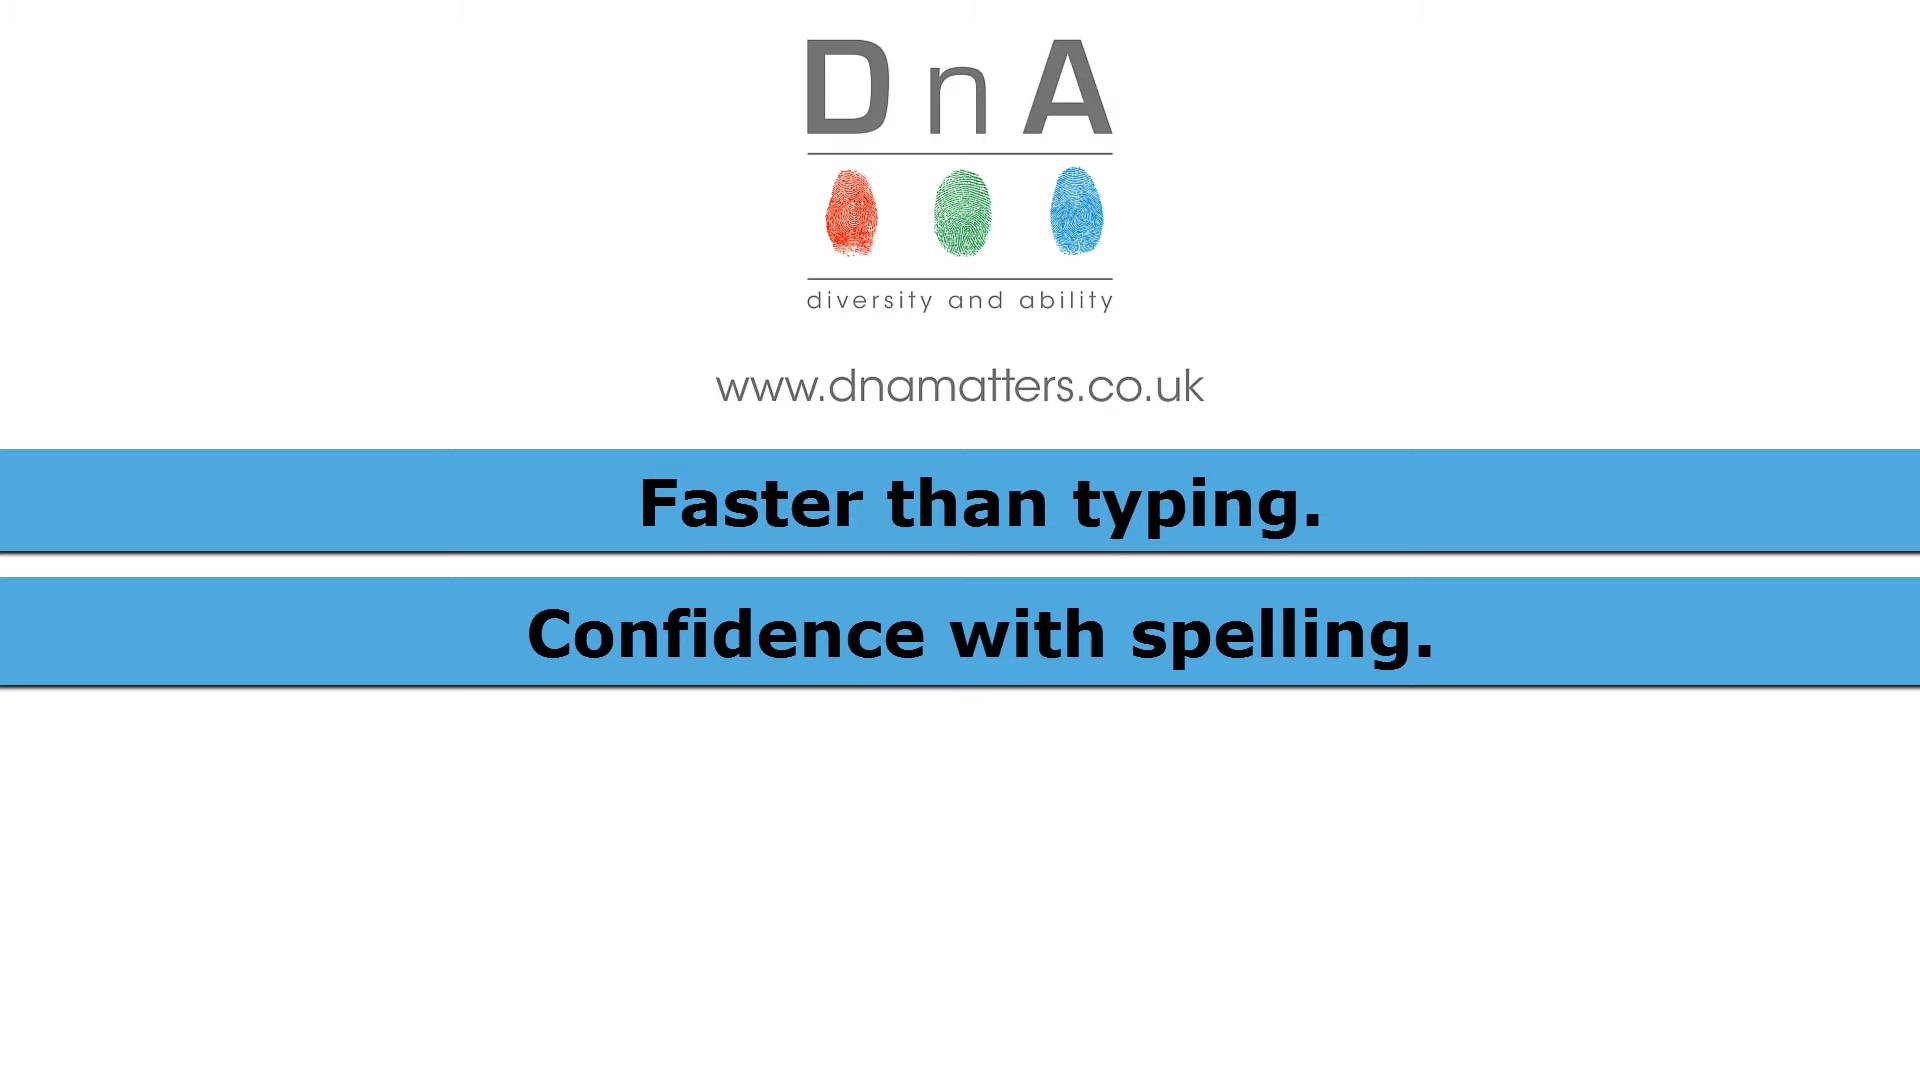 D n A
diversity and ability
www.dnamatters.co.uk
Faster than typing.
Confidence with spelling.